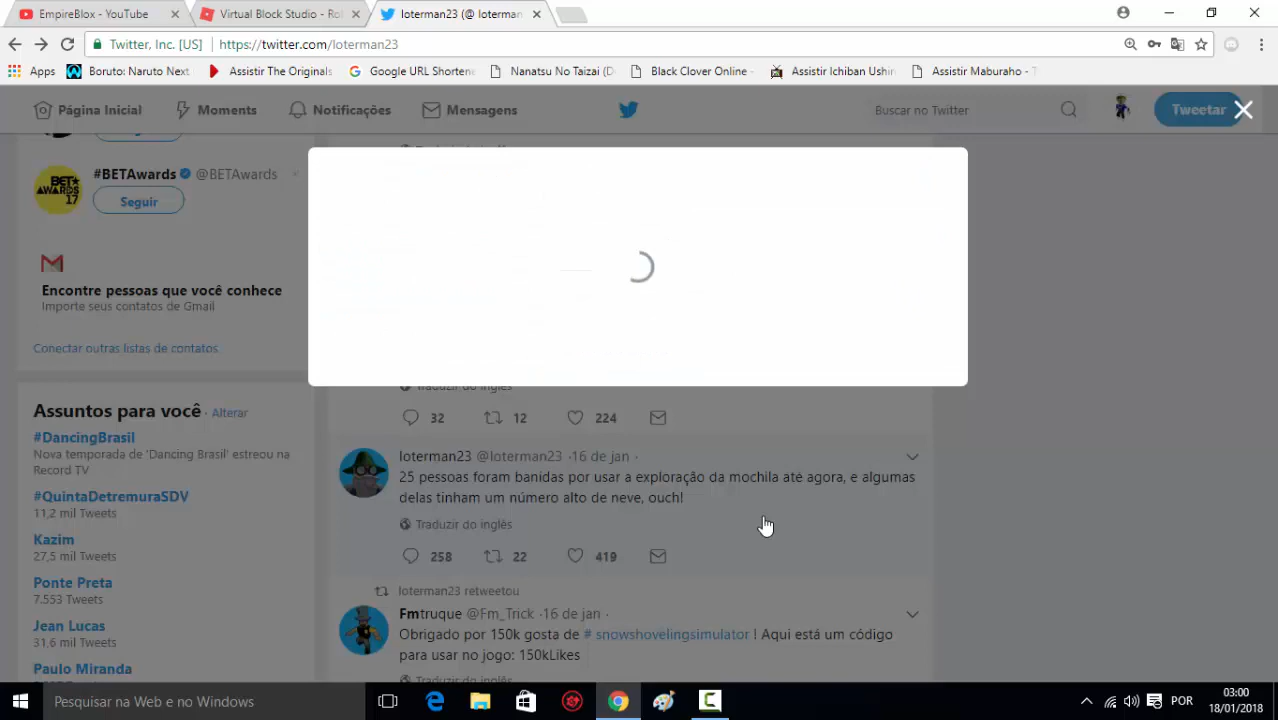 EmpireBlox - YouTube
Virtual Block Studio - Rol
loterman23 (@ loterman
Twitter, Inc. [US]
https://twitter.com/loterman23
Apps
Boruto: Naruto Next
Assistir The Originals
Google URL Shortene
Nanatsu No Taizai (D
Black Clover Online -
Assistir Ichiban Ushir
Assistir Maburaho - T
Página Inicial
Moments
Notificações
Mensagens
Buscar no Twitter
Tweetar
#BETAwards @BETAwards
BET AWARDS 17
Seguir
Encontre pessoas que você conhece
Importe seus contatos de Gmail
Conectar outras listas de contatos
Assuntos para você · Alterar
#DancingBrasil
Nova temporada de 'Dancing Brasil' estreou na
Record TV
#QuintaDetremuraSDV
11,2 mil Tweets
Kazim
27,5 mil Tweets
Ponte Preta
7.553 Tweets
Jean Lucas
31,6 mil Tweets
Paulo Miranda
Traduzir do inglês
32 12 224
loterman23 @loterman23 · 16 de jan ·
25 pessoas foram banidas por usar a exploração da mochila até agora, e algumas
delas tinham um número alto de neve, ouch!
Traduzir do inglês
258 22 419
loterman23 retweetou
Fmtruque @Fm_Trick · 16 de jan ·
Obrigado por 150k gosta de # snowshovelingsimulator ! Aqui está um código
para usar no jogo: 150kLikes
Traduzir do inglês
Pesquisar na Web e no Windows
POR
03:00
18/01/2018